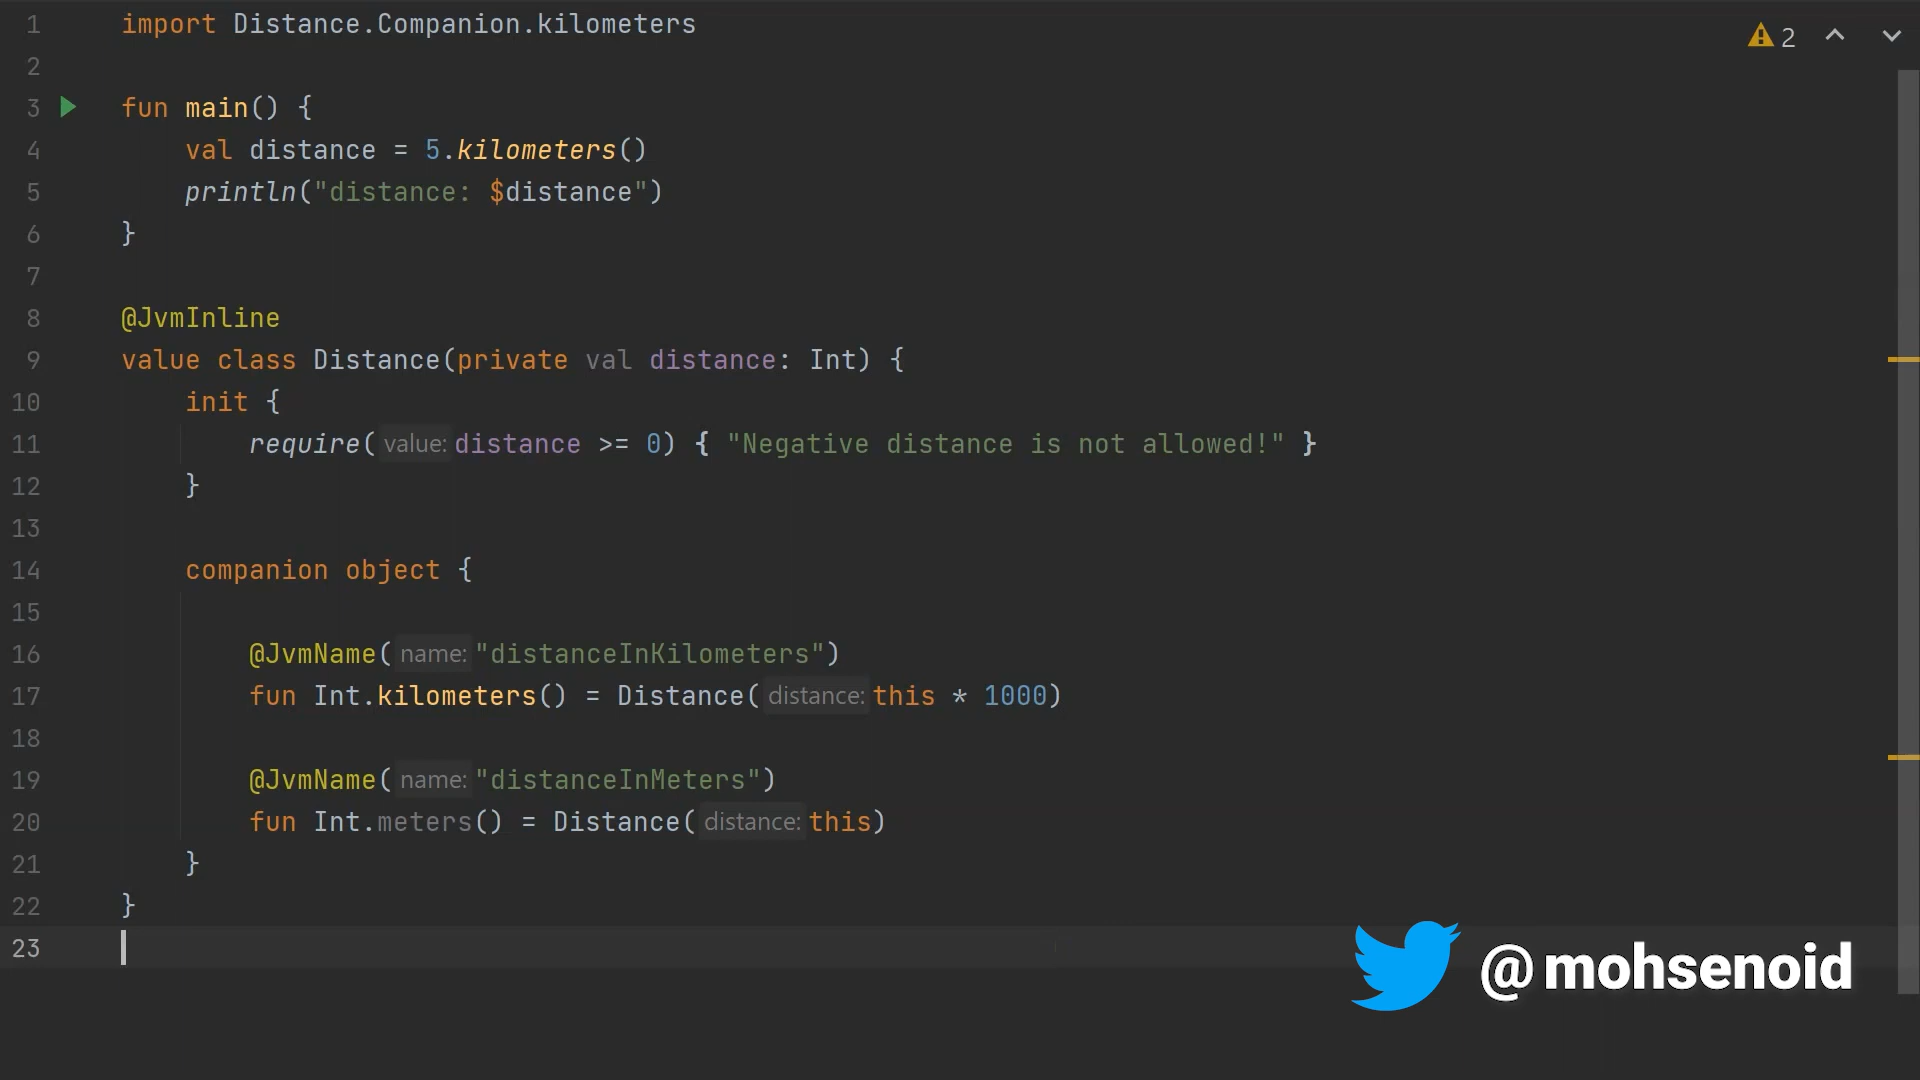 1 import Distance.Companion.kilometers
2
2
3 fun main() {
4 val distance = 5.kilometers()
5 println("distance: $distance")
6 }
7
8 @JvmInline
9 value class Distance(private val distance: Int) {
10 init {
11 require( value: distance >= 0) { "Negative distance is not allowed!" }
12 }
13
14 companion object {
15
16 @JvmName( name: "distanceInKilometers")
17 fun Int.kilometers() = Distance( distance: this * 1000)
18
19 @JvmName( name: "distanceInMeters")
20 fun Int.meters() = Distance( distance: this)
21 }
22 }
23
@mohsenoid